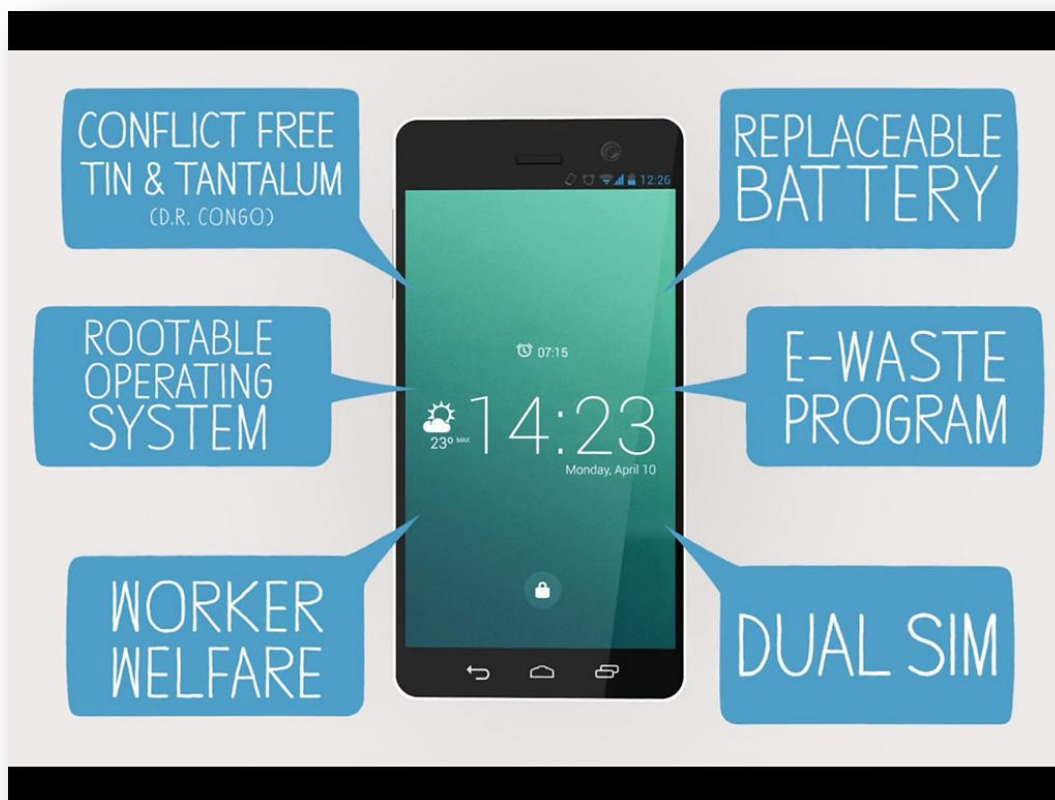 CONFLICT FREE
TIN & TANTALUM
(D.R. CONGO)
REPLACEABLE
BATTERY
12:26
ROOTABLE
OPERATING
SYSTEM
07:15
14:23
23° MAX
Monday, April 10
E-WASTE
PROGRAM
WORKER
WELFARE
DUAL SIM